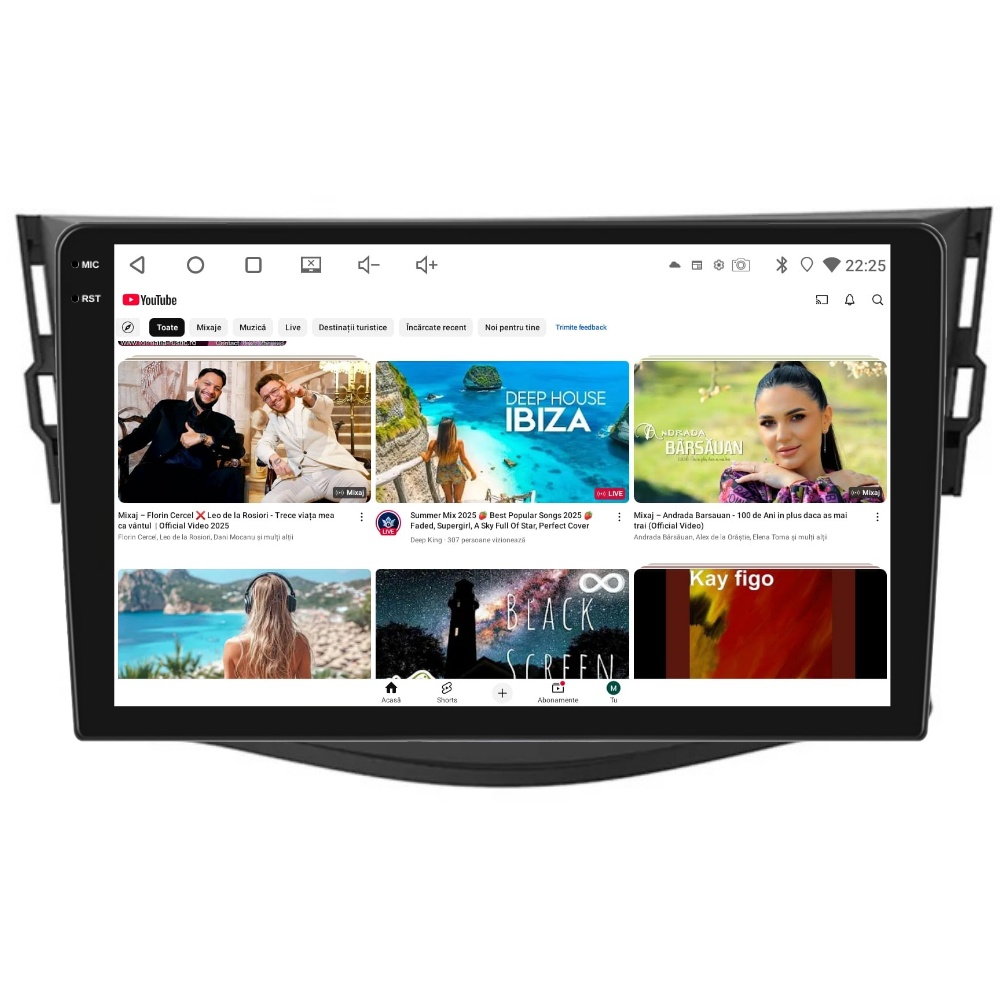 MIC
22:25
RST
YouTube
Toate
Mixaje
Muzică
Live
Destinații turistice
Încărcate recent
Noi pentru tine
Trimite feedback
DEEP HOUSE
IBIZA
LIVE
ANDRADA
BÂRSĂUAN
Mixaj
Mixaj
Mixaj – Florin Cercel ❌ Leo de la Rosiori - Trece viața mea
ca vântul | Official Video 2025
Florin Cercel, Leo de la Rosiori, Dani Mocanu și mulți alții
LIVE
Summer Mix 2025 🍓 Best Popular Songs 2025 🍓
Faded, Supergirl, A Sky Full Of Star, Perfect Cover
Deep King · 307 persoane vizionează
Mixaj – Andrada Barsauan - 100 de Ani in plus daca as mai
trai (Official Video)
Andrada Bârsăuan, Alex de la Orăștie, Elena Toma și mulți alții
BLACK
SCREEN
Kay figo
Acasă
Shorts
Abonamente
M
Tu